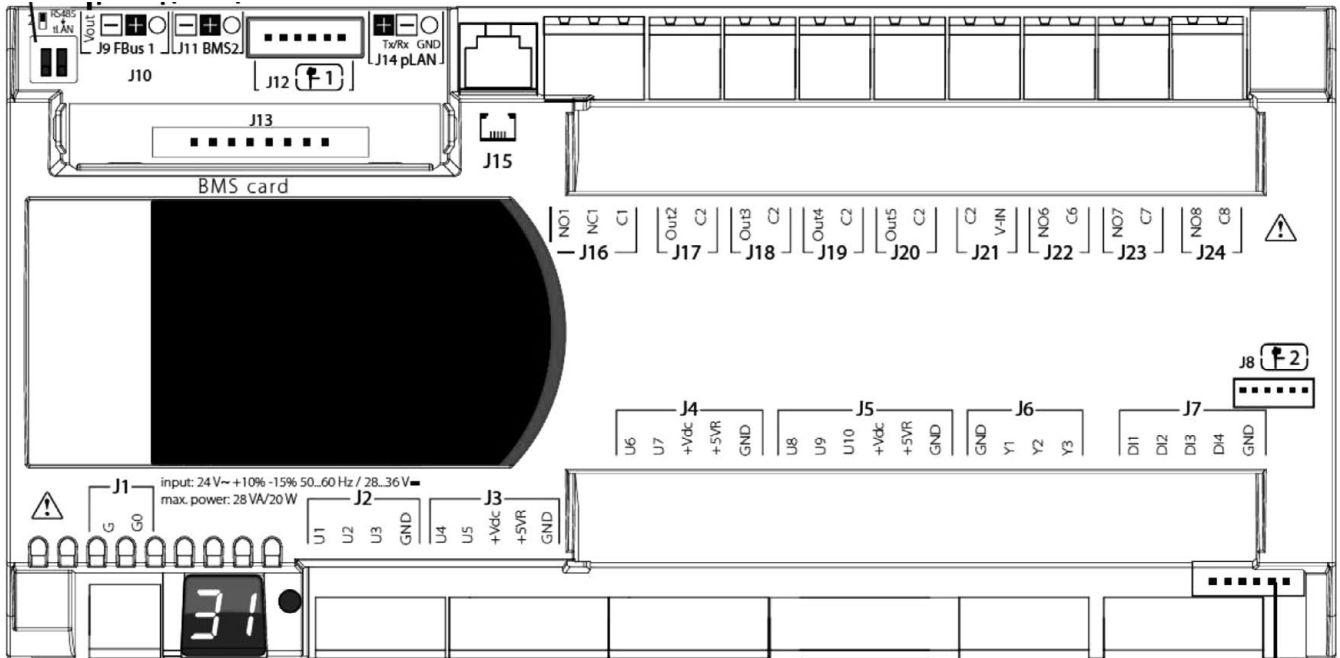 RS485
tLAN
Vout
J9 FBus 1
J11 BMS2
Tx/Rx GND
J14 pLAN
J10
J12
1
J13
J15
BMS card
NO1 NC1 C1
Out2 C2
Out3 C2
Out4 C2
Out5 C2
C2 V-IN
NO6 C6
NO7 C7
NO8 C8
J16
J17
J18
J19
J20
J21
J22
J23
J24
J8
2
J4
J5
J6
J7
U6 U7 +Vdc +5VR GND
U8 U9 U10 +Vdc +5VR GND
GND Y1 Y2 Y3
DI1 DI2 DI3 DI4 GND
J1
input: 24 V~ +10% -15% 50...60 Hz / 28...36 V
max. power: 28 VA/20 W
J2
J3
G G0
U1 U2 U3 GND
U4 U5 +Vdc +5VR GND
31